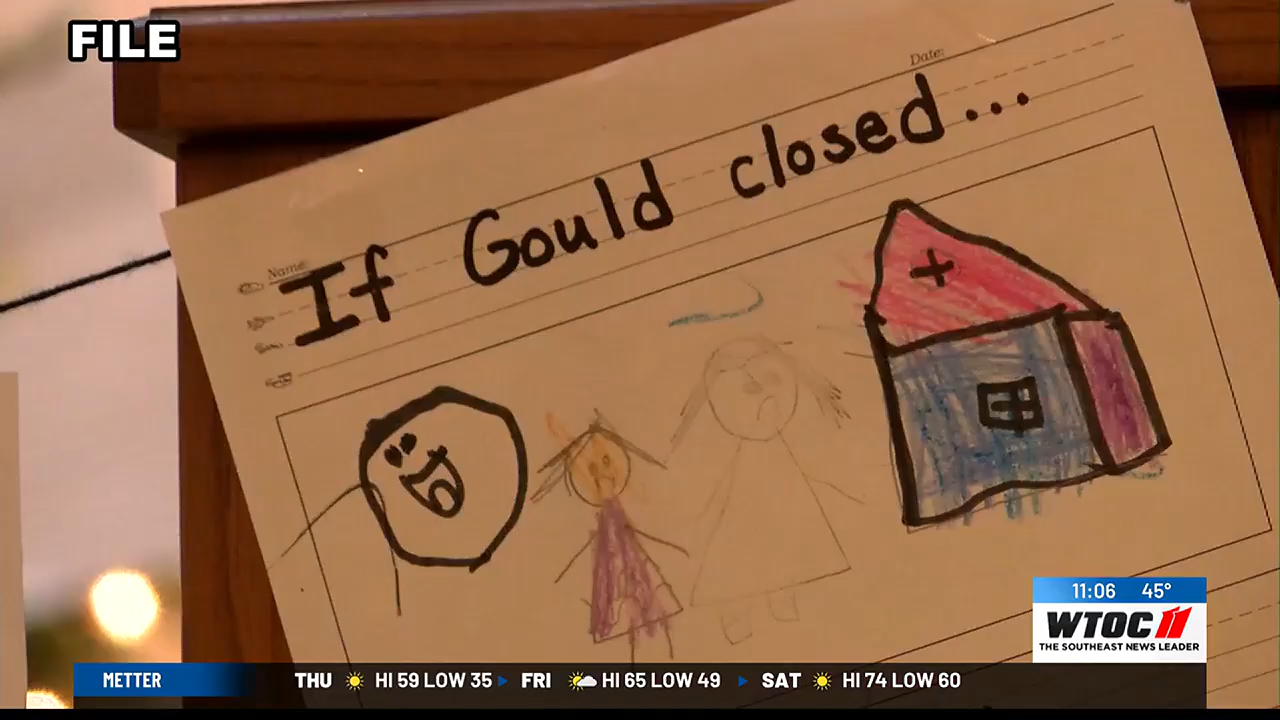 FILE
Date:
Name:
If Gould closed...
11:06 45°
WTOC 11
THE SOUTHEAST NEWS LEADER
METTER THU HI 59 LOW 35 FRI HI 65 LOW 49 SAT HI 74 LOW 60